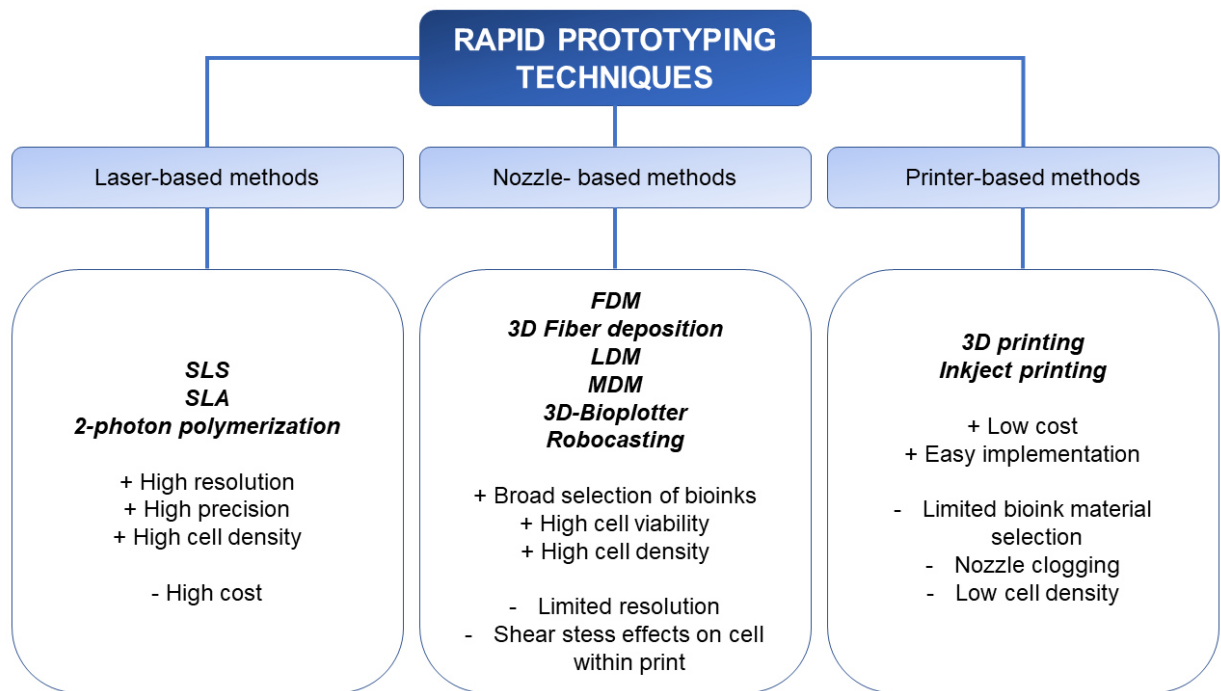 RAPID PROTOTYPING
TECHNIQUES
Laser-based methods
Nozzle- based methods
Printer-based methods
SLS
SLA
2-photon polymerization
+ High resolution
+ High precision
+ High cell density
- High cost
FDM
3D Fiber deposition
LDM
MDM
3D-Bioplotter
Robocasting
+ Broad selection of bioinks
+ High cell viability
+ High cell density
- Limited resolution
- Shear stess effects on cell
within print
3D printing
Inkject printing
+ Low cost
+ Easy implementation
- Limited bioink material
selection
- Nozzle clogging
- Low cell density